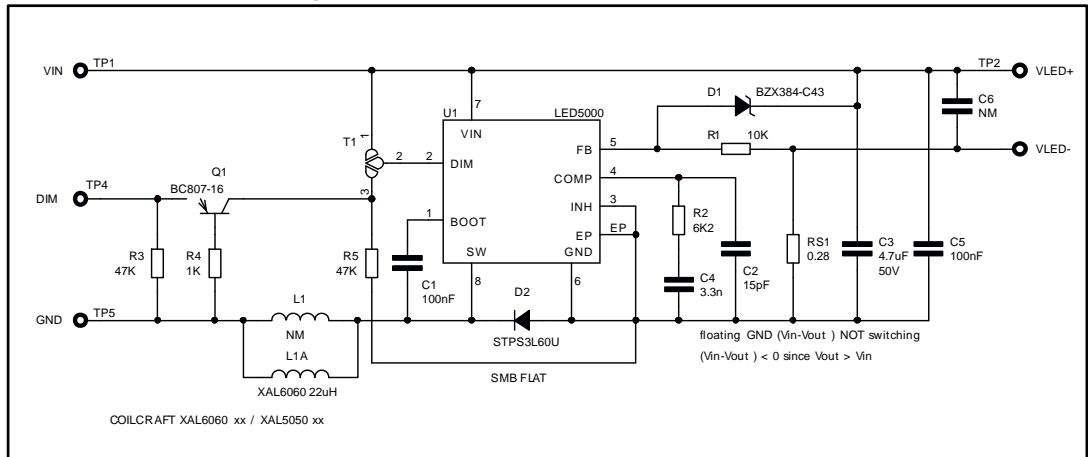 VIN
TP1
TP2
VLED+
D1
BZX384-C43
C6
NM
U1
LED5000
7
VIN
T1
1
2
3
2
DIM
FB
5
R1
10K
VLED-
COMP
4
Q1
BC807-16
DIM
TP4
1
BOOT
INH
3
EP
EP
R2
6K2
SW
GND
RS1
0.28
C3
4.7uF
50V
C5
100nF
R3
47K
R4
1K
R5
47K
C1
100nF
8
6
C4
3.3n
C2
15pF
L1
D2
GND
TP5
NM
STPS3L60U
floating GND (Vin-Vout ) NOT switching
(Vin-Vout ) < 0 since Vout > Vin
L1A
SMB FLAT
XAL6060 22uH
COILCRAFT XAL6060 xx / XAL5050 xx